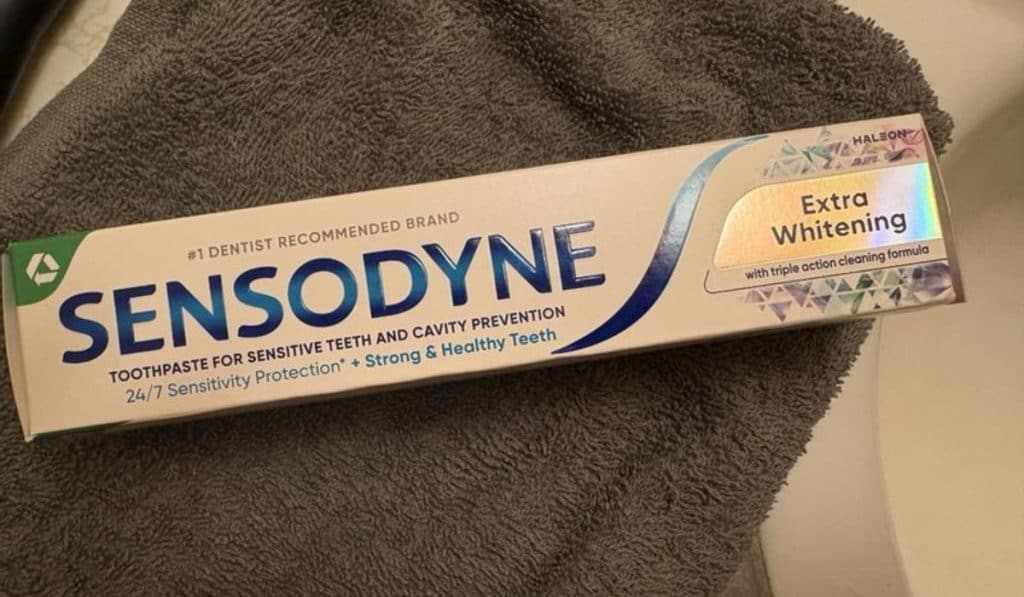 #1 DENTIST RECOMMENDED BRAND
SENSODYNE
TOOTHPASTE FOR SENSITIVE TEETH AND CAVITY PREVENTION
24/7 Sensitivity Protection* + Strong & Healthy Teeth
HALEON
Extra
Whitening
with triple action cleaning formula